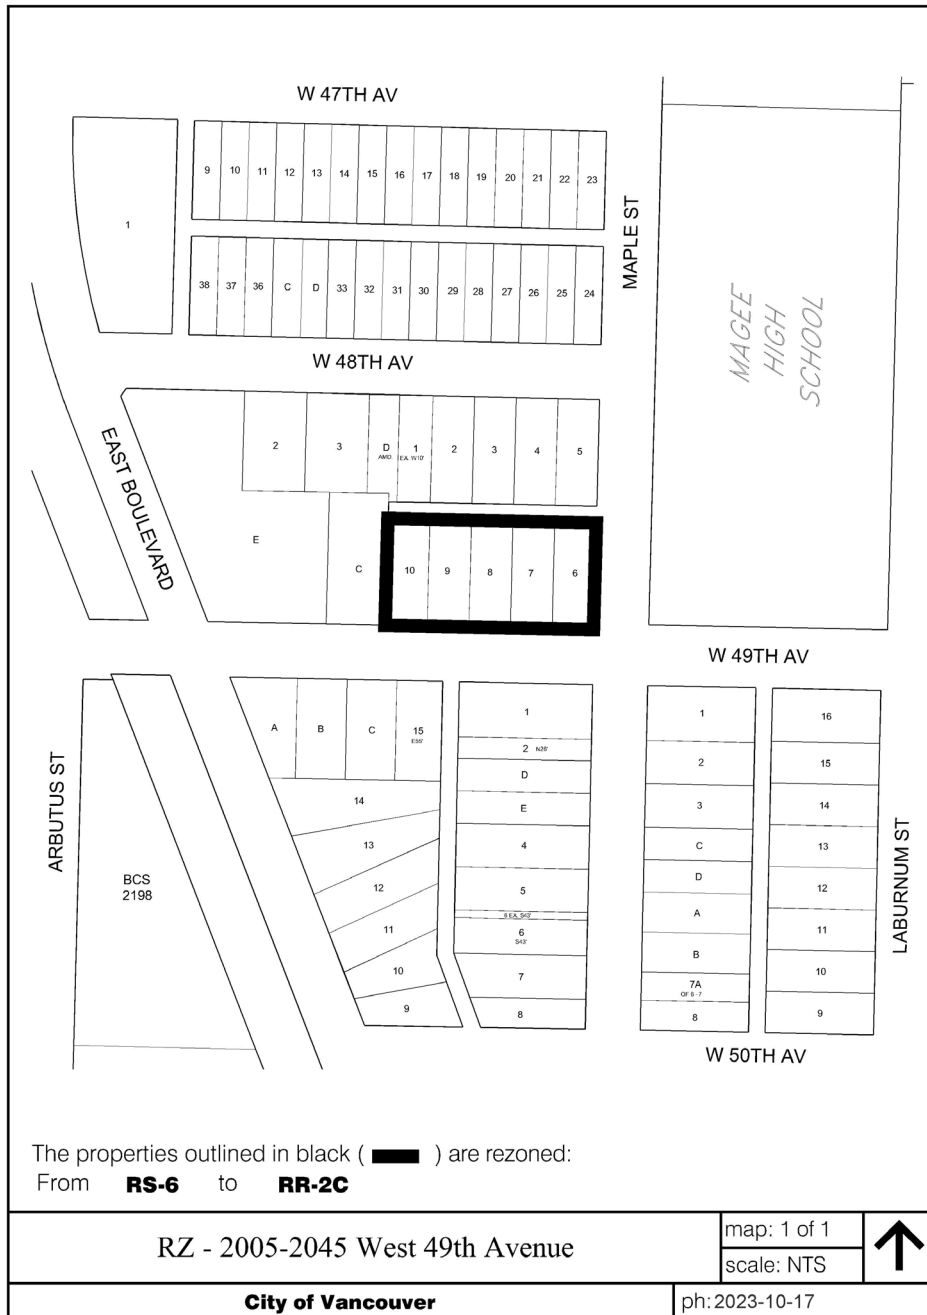 W 47TH AV
9 10 11 12 13 14 15 16 17 18 19 20 21 22 23
1
MAPLE ST
38 37 36 C D 33 32 31 30 29 28 27 26 25 24
MAGEE
HIGH
SCHOOL
W 48TH AV
EAST BOULEVARD
2 3 D 1 2 3 4 5
AMD. EX. W10'
E
C 10 9 8 7 6
W 49TH AV
A B C 15
E55'
14
13
12
11
10
9
1
2 N26'
D
E
4
5
6 EX. S43'
6
S43'
7
8
1
2
3
C
D
A
B
7A
OF 6 -7
8
16
15
14
13
12
11
10
9
ARBUTUS ST
BCS
2198
LABURNUM ST
W 50TH AV
The properties outlined in black ( ) are rezoned:
From RS-6 to RR-2C
RZ - 2005-2045 West 49th Avenue
map: 1 of 1
scale: NTS
City of Vancouver
ph: 2023-10-17